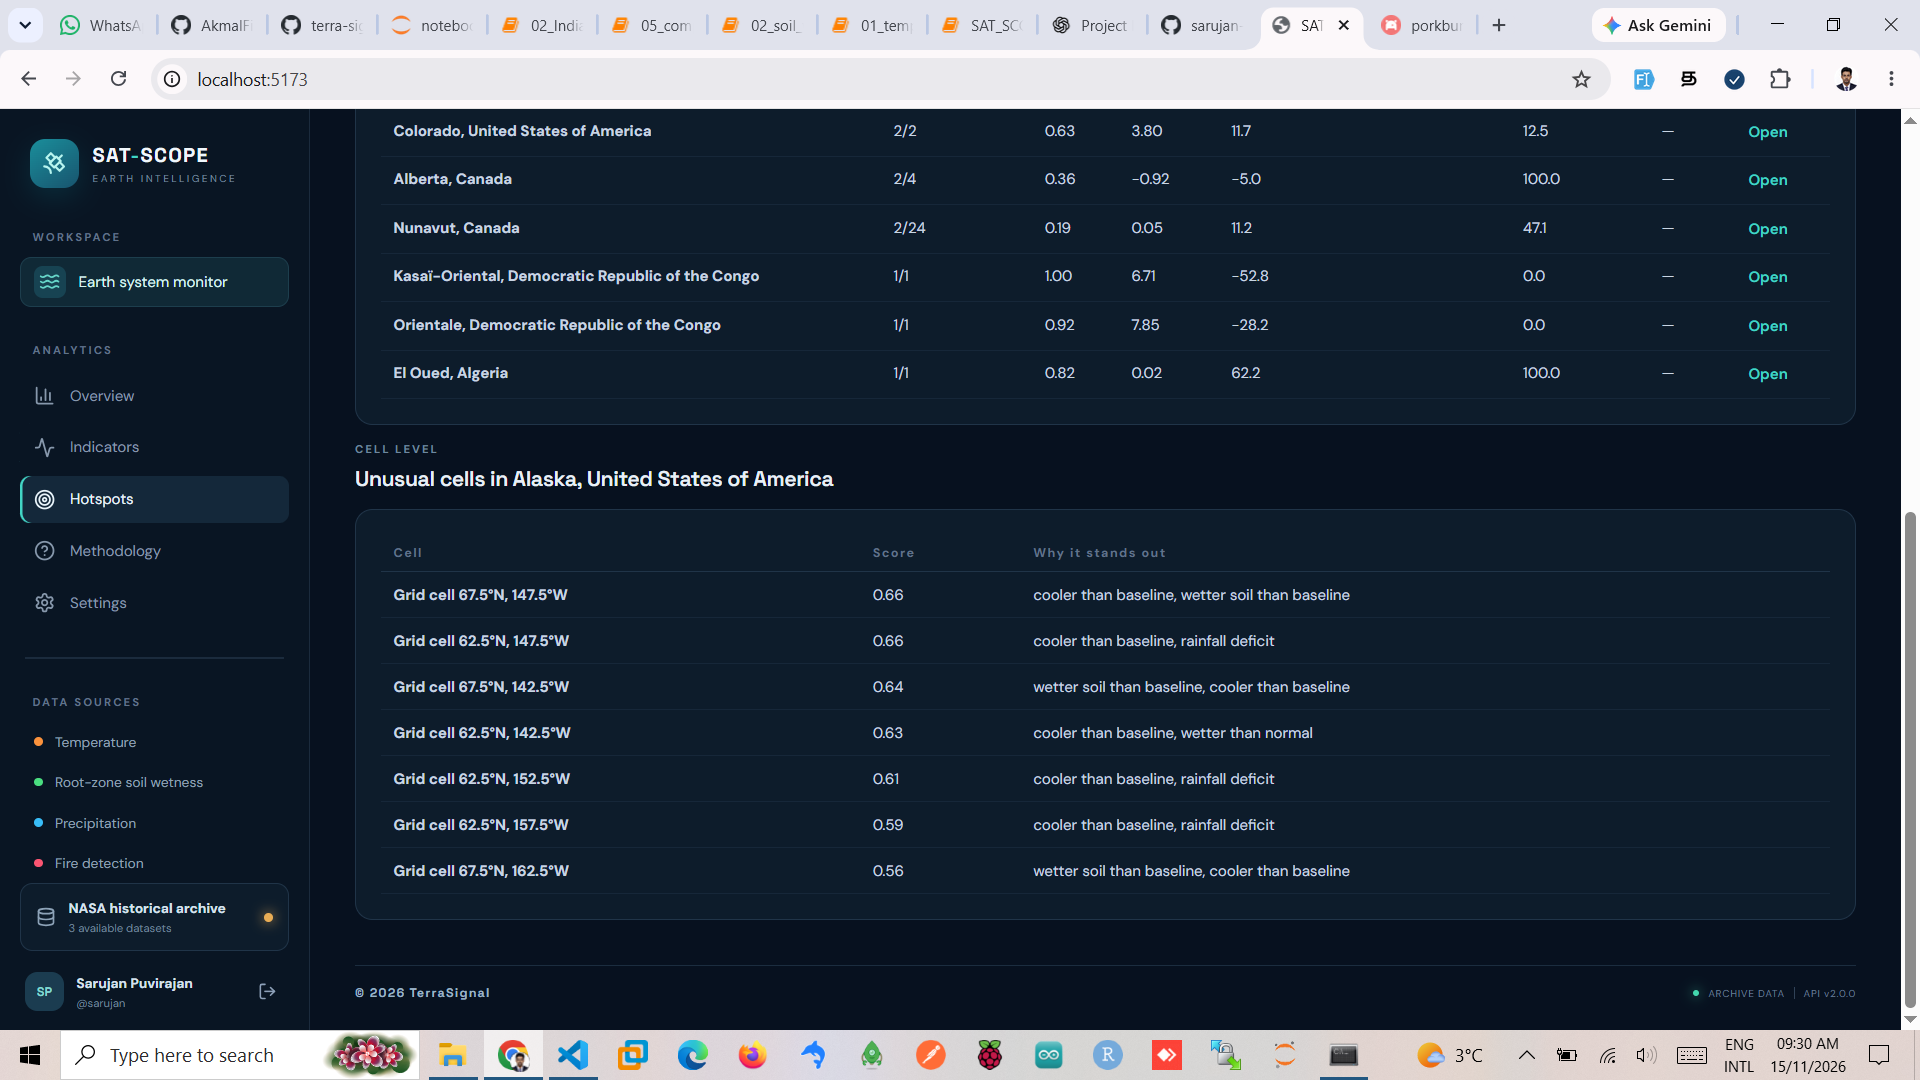 WhatsA
AkmalF
terra-sig
notebo
02_India
05_com
02_soil_
01_temp
SAT_SC
Project
sarujan-
SAT
porkbun
Ask Gemini
localhost:5173
SAT-SCOPE
EARTH INTELLIGENCE
WORKSPACE
Earth system monitor
ANALYTICS
Overview
Indicators
Hotspots
Methodology
Settings
DATA SOURCES
Temperature
Root-zone soil wetness
Precipitation
Fire detection
NASA historical archive
3 available datasets
SP
Sarujan Puvirajan
@sarujan
Colorado, United States of America 2/2 0.63 3.80 11.7 12.5 — Open
Alberta, Canada 2/4 0.36 -0.92 -5.0 100.0 — Open
Nunavut, Canada 2/24 0.19 0.05 11.2 47.1 — Open
Kasaï-Oriental, Democratic Republic of the Congo 1/1 1.00 6.71 -52.8 0.0 — Open
Orientale, Democratic Republic of the Congo 1/1 0.92 7.85 -28.2 0.0 — Open
El Oued, Algeria 1/1 0.82 0.02 62.2 100.0 — Open
CELL LEVEL
Unusual cells in Alaska, United States of America
Cell Score Why it stands out
Grid cell 67.5°N, 147.5°W 0.66 cooler than baseline, wetter soil than baseline
Grid cell 62.5°N, 147.5°W 0.66 cooler than baseline, rainfall deficit
Grid cell 67.5°N, 142.5°W 0.64 wetter soil than baseline, cooler than baseline
Grid cell 62.5°N, 142.5°W 0.63 cooler than baseline, wetter than normal
Grid cell 62.5°N, 152.5°W 0.61 cooler than baseline, rainfall deficit
Grid cell 62.5°N, 157.5°W 0.59 cooler than baseline, rainfall deficit
Grid cell 67.5°N, 162.5°W 0.56 wetter soil than baseline, cooler than baseline
© 2026 TerraSignal
ARCHIVE DATA | API v2.0.0
Type here to search
3°C
ENG
INTL
09:30 AM
15/11/2026